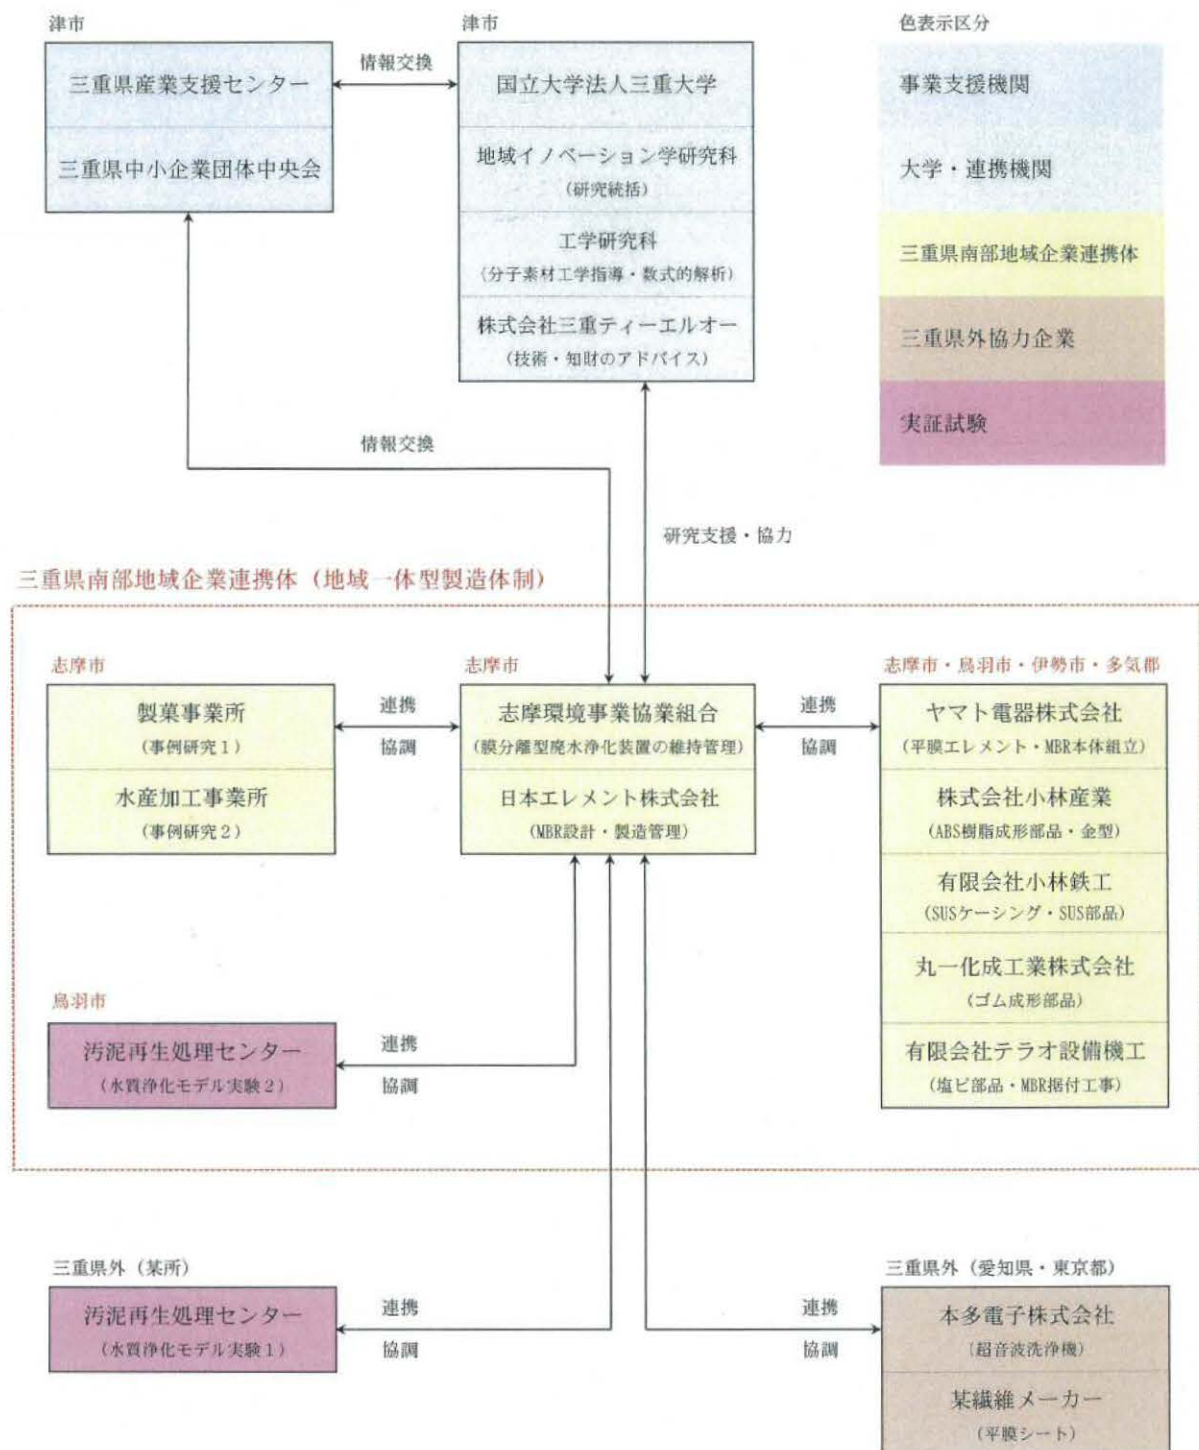 津市
三重県産業支援センター
三重県中小企業団体中央会
情報交換
津市
国立大学法人三重大学
地域イノベーション学研究科
(研究統括)
工学研究科
(分子素材工学指導・数式的解析)
株式会社三重ティーエルオー
(技術・知財のアドバイス)
色表示区分
事業支援機関
大学・連携機関
三重県南部地域企業連携体
三重県外協力企業
実証試験
情報交換
研究支援・協力
三重県南部地域企業連携体(地域一体型製造体制)
志摩市
製菓事業所
(事例研究1)
水産加工事業所
(事例研究2)
連携
協調
志摩市
志摩環境事業協業組合
(膜分離型廃水浄化装置の維持管理)
日本エレメント株式会社
(MBR設計・製造管理)
連携
協調
志摩市・鳥羽市・伊勢市・多気郡
ヤマト電器株式会社
(平膜エレメント・MBR本体組立)
株式会社小林産業
(ABS樹脂成形部品・金型)
有限会社小林鉄工
(SUSケーシング・SUS部品)
丸一化成工業株式会社
(ゴム成形部品)
有限会社テラオ設備機工
(塩ビ部品・MBR据付工事)
鳥羽市
汚泥再生処理センター
(水質浄化モデル実験2)
連携
協調
三重県外(某所)
汚泥再生処理センター
(水質浄化モデル実験1)
連携
協調
連携
協調
三重県外(愛知県・東京都)
本多電子株式会社
(超音波洗浄機)
某繊維メーカー
(平膜シート)